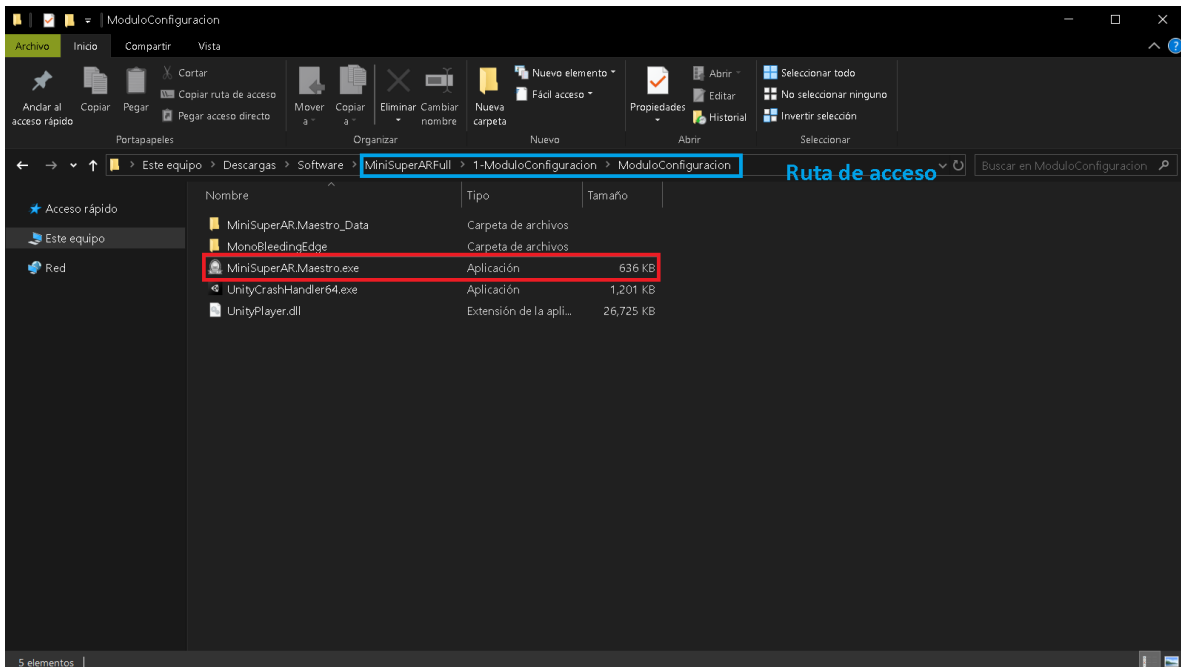 ModuloConfiguracion
Archivo Inicio Compartir Vista
Andar al acceso rápido
Copiar
Pegar
Cortar
Copiar ruta de acceso
Pegar acceso directo
Portapapeles
Mover a
Copiar a
Eliminar
Cambiar nombre
Organizar
Nueva carpeta
Nuevo elemento
Fácil acceso
Nuevo
Propiedades
Abrir
Editar
Historial
Abrir
Seleccionar todo
No seleccionar ninguno
Invertir selección
Seleccionar
Este equipo > Descargas > Software > MiniSuperARFull > 1-ModuloConfiguracion > ModuloConfiguracion
Ruta de acceso
Buscar en ModuloConfiguracion
Acceso rápido
Este equipo
Red
Nombre Tipo Tamaño
MiniSuperAR.Maestro_Data Carpeta de archivos
MonoBleedingEdge Carpeta de archivos
MiniSuperAR.Maestro.exe Aplicación 636 KB
UnityCrashHandler64.exe Aplicación 1,201 KB
UnityPlayer.dll Extensión de la apli... 26,725 KB
5 elementos